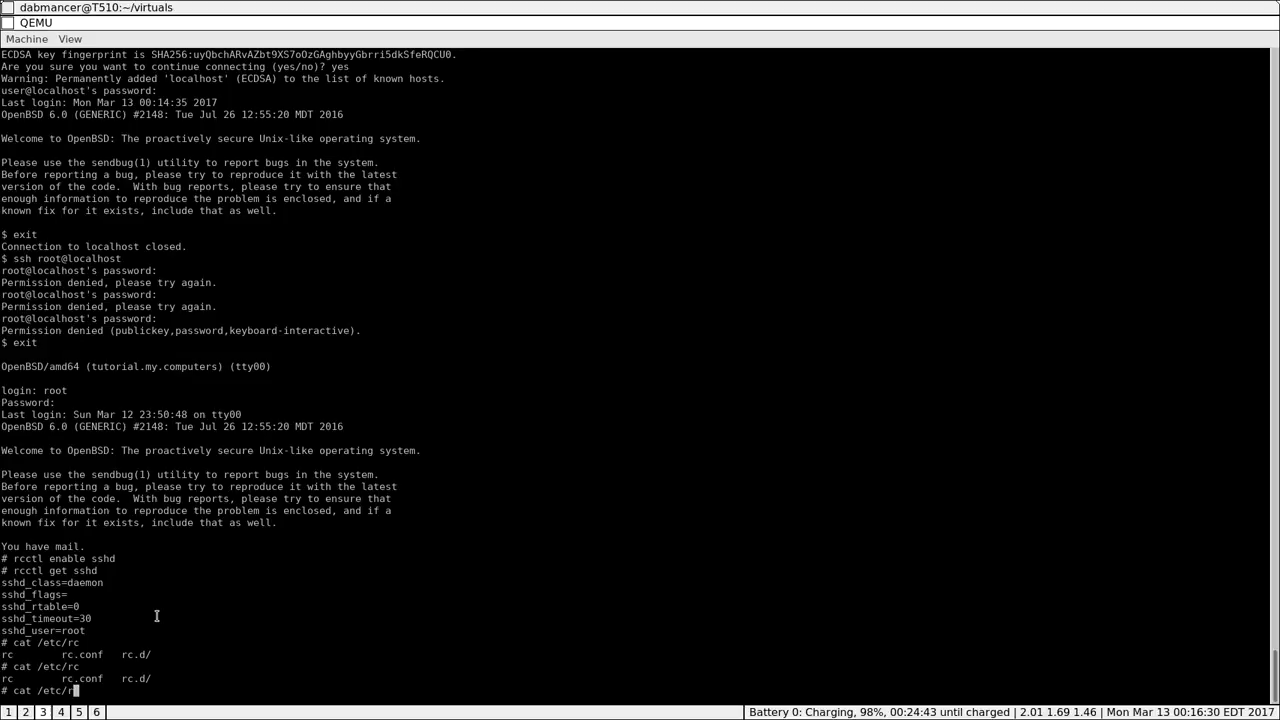 dabmancer@T510:~/virtuals
QEMU
Machine View
ECDSA key fingerprint is SHA256:uyQbchARvAZbt9XS7oOzGAghbyyGbrri5dkSfeRQCU0.
Are you sure you want to continue connecting (yes/no)? yes
Warning: Permanently added 'localhost' (ECDSA) to the list of known hosts.
user@localhost's password:
Last login: Mon Mar 13 00:14:35 2017
OpenBSD 6.0 (GENERIC) #2148: Tue Jul 26 12:55:20 MDT 2016
Welcome to OpenBSD: The proactively secure Unix-like operating system.
Please use the sendbug(1) utility to report bugs in the system.
Before reporting a bug, please try to reproduce it with the latest
version of the code.  With bug reports, please try to ensure that
enough information to reproduce the problem is enclosed, and if a
known fix for it exists, include that as well.
$ exit
Connection to localhost closed.
$ ssh root@localhost
root@localhost's password:
Permission denied, please try again.
root@localhost's password:
Permission denied, please try again.
root@localhost's password:
Permission denied (publickey,password,keyboard-interactive).
$ exit
OpenBSD/amd64 (tutorial.my.computers) (tty00)
login: root
Password:
Last login: Sun Mar 12 23:50:48 on tty00
OpenBSD 6.0 (GENERIC) #2148: Tue Jul 26 12:55:20 MDT 2016
Welcome to OpenBSD: The proactively secure Unix-like operating system.
Please use the sendbug(1) utility to report bugs in the system.
Before reporting a bug, please try to reproduce it with the latest
version of the code.  With bug reports, please try to ensure that
enough information to reproduce the problem is enclosed, and if a
known fix for it exists, include that as well.
You have mail.
# rcctl enable sshd
# rcctl get sshd
sshd_class=daemon
sshd_flags=
sshd_rtable=0
sshd_timeout=30
sshd_user=root
# cat /etc/rc
rc        rc.conf   rc.d/
# cat /etc/rc
rc        rc.conf   rc.d/
# cat /etc/r
1 2 3 4 5 6 Battery 0: Charging, 98%, 00:24:43 until charged | 2.01 1.69 1.46 | Mon Mar 13 00:16:30 EDT 2017